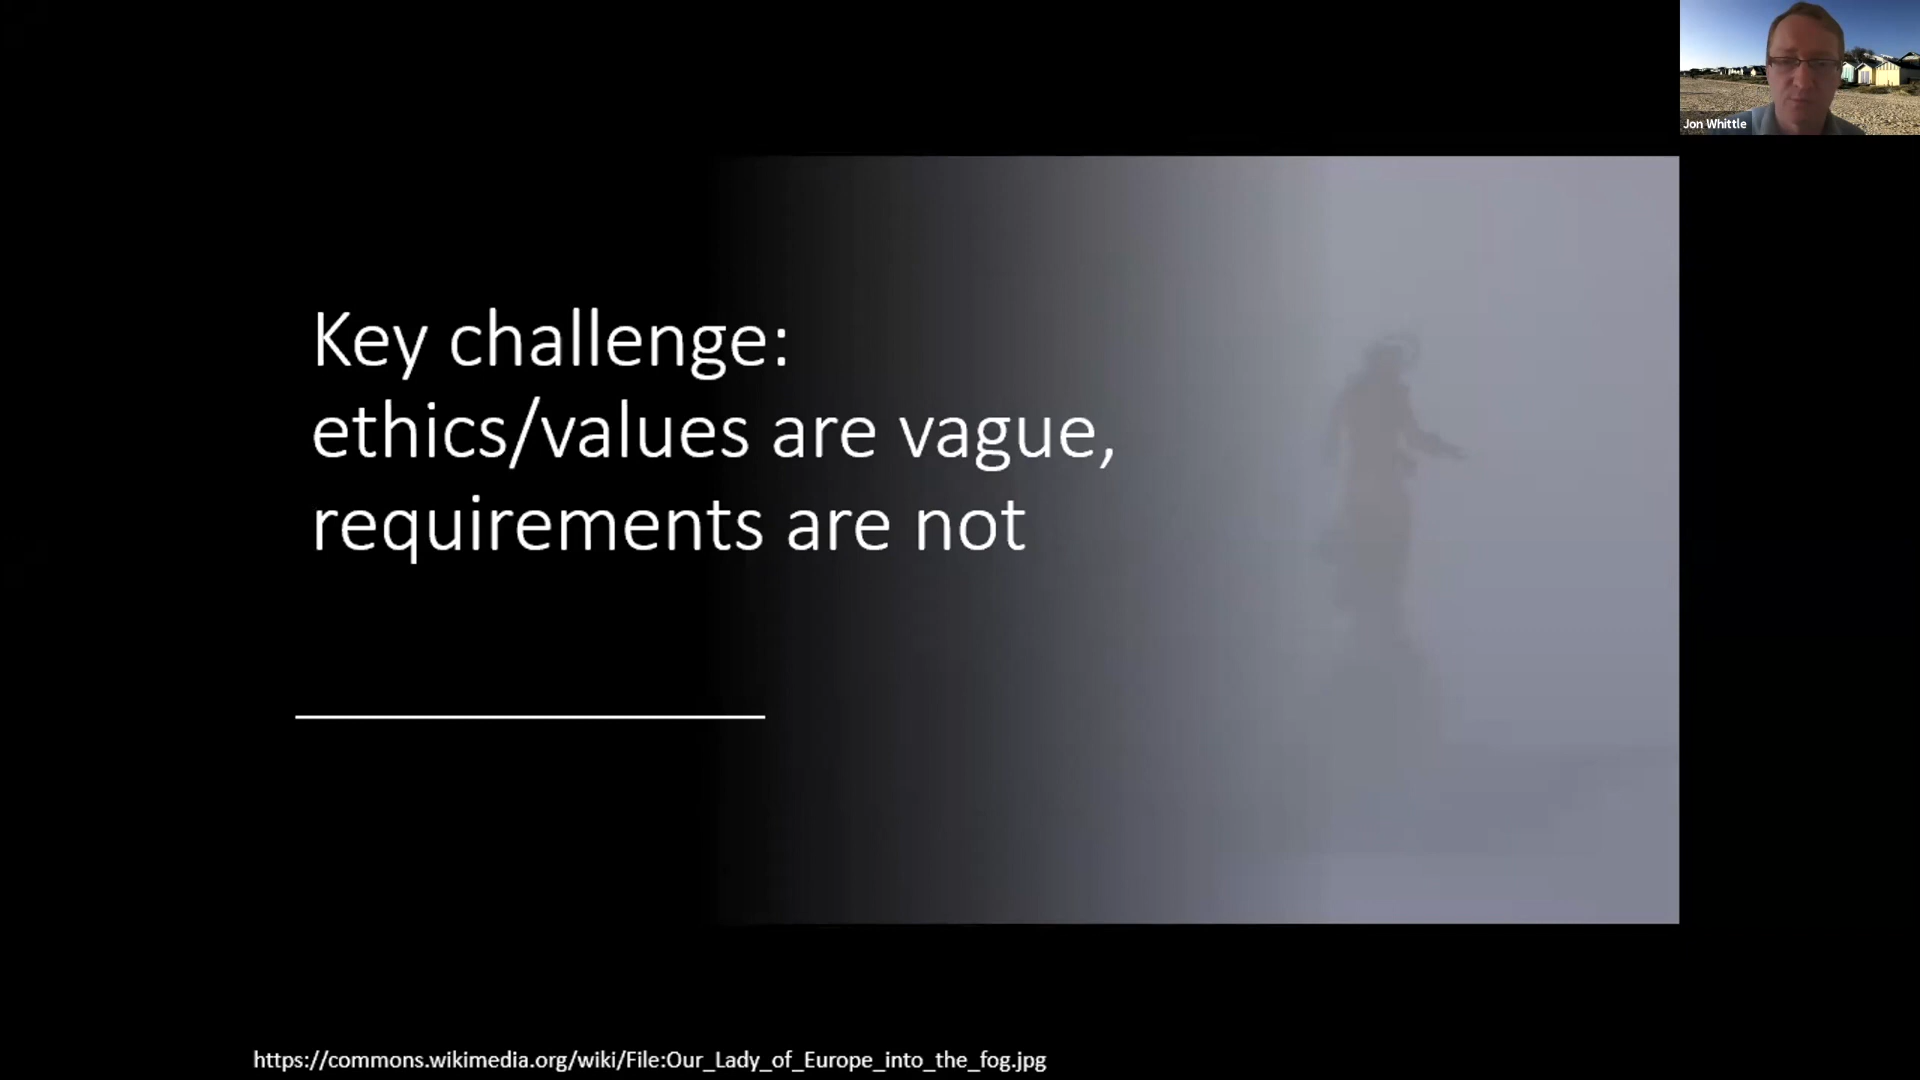 Jon Whittle
Key challenge:
ethics/values are vague,
requirements are not
https://commons.wikimedia.org/wiki/File:Our_Lady_of_Europe_into_the_fog.jpg